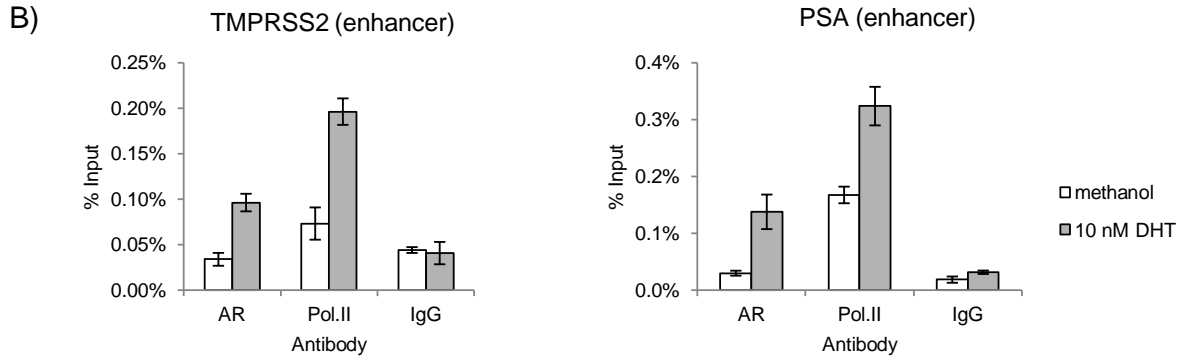 B)
TMPRSS2 (enhancer)
0.25%
0.20%
0.15%
0.10%
0.05%
0.00%
% Input
AR
Pol.II
IgG
Antibody
PSA (enhancer)
0.4%
0.3%
0.2%
0.1%
0.0%
% Input
AR
Pol.II
IgG
Antibody
methanol
10 nM DHT